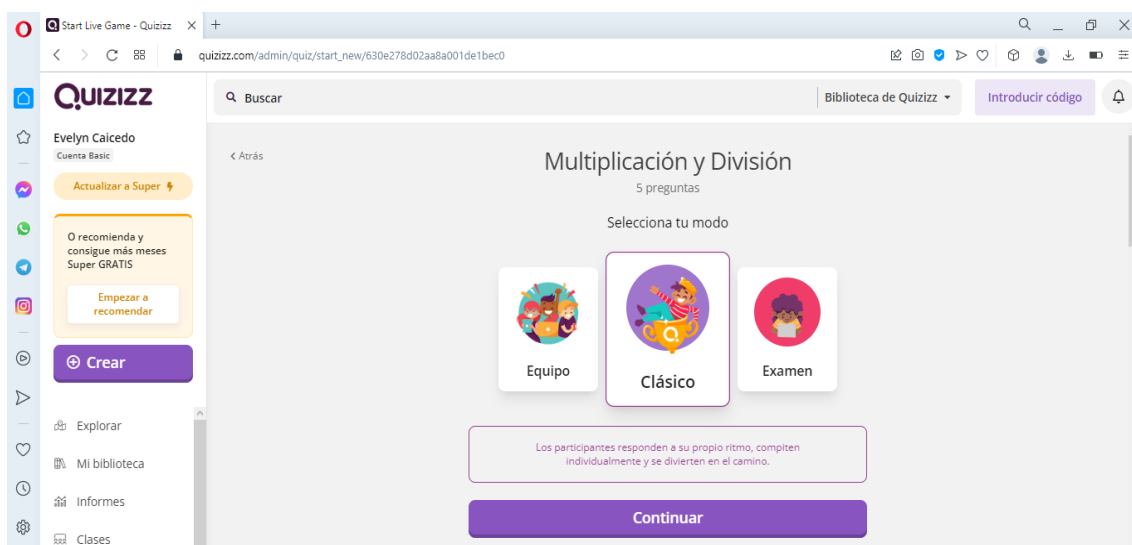 Start Live Game - Quizizz
quizizz.com/admin/quiz/start_new/630e278d02aa8a001de1bec0
QUIZIZZ
Buscar
Biblioteca de Quizizz
Introducir código
Evelyn Caicedo
Cuenta Basic
Actualizar a Super
O recomienda y
consigue más meses
Super GRATIS
Empezar a
recomendar
Crear
Explorar
Mi biblioteca
Informes
Clases
Atrás
Multiplicación y División
5 preguntas
Selecciona tu modo
Equipo
Clásico
Examen
Los participantes responden a su propio ritmo, compiten
individualmente y se divierten en el camino.
Continuar